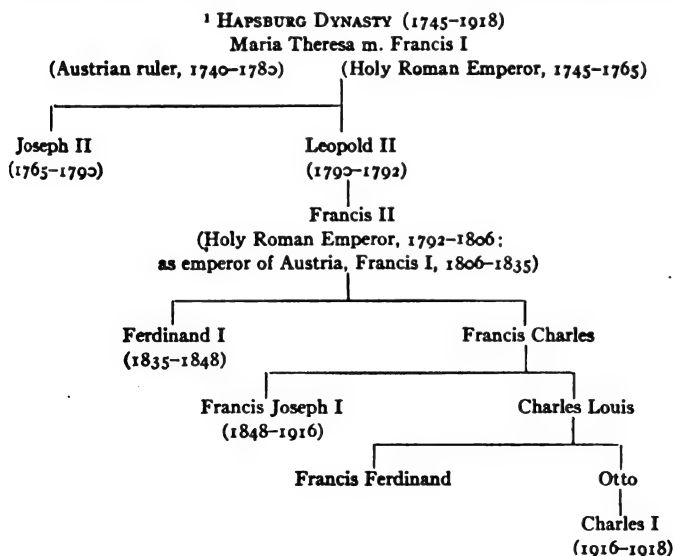 ¹ HAPSBURG DYNASTY (1745–1918)
Maria Theresa m. Francis I
(Austrian ruler, 1740–1780) (Holy Roman Emperor, 1745–1765)
Joseph II Leopold II
(1765–1790) (1790–1792)
Francis II
(Holy Roman Emperor, 1792–1806;
as emperor of Austria, Francis I, 1806–1835)
Ferdinand I Francis Charles
(1835–1848)
Francis Joseph I Charles Louis
(1848–1916)
Francis Ferdinand Otto
Charles I
(1916–1918)